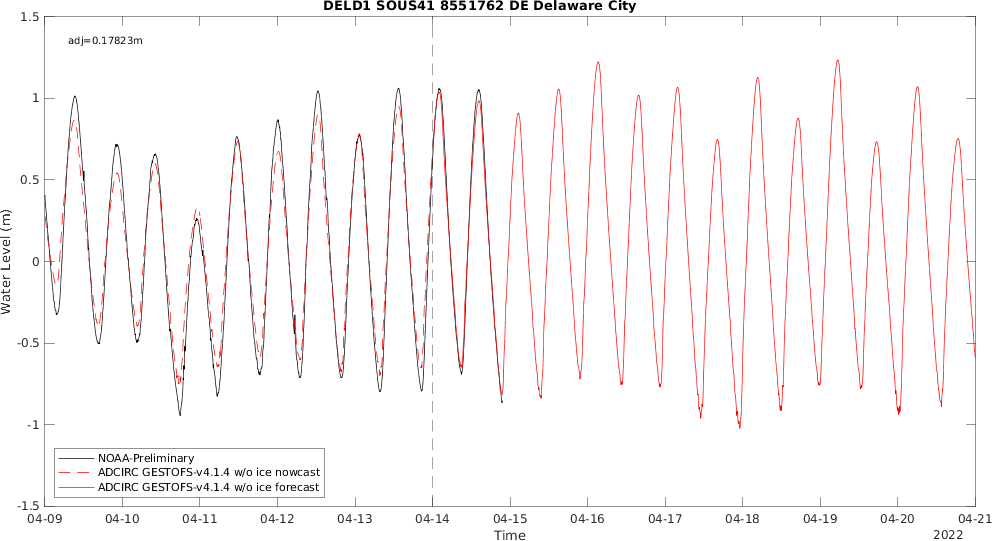 DELD1 SOUS41 8551762 DE Delaware City
adj=0.17823m
1.5
1
0.5
0
-0.5
-1
-1.5
Water Level (m)
NOAA-Preliminary
ADCIRC GESTOFS-v4.1.4 w/o ice nowcast
ADCIRC GESTOFS-v4.1.4 w/o ice forecast
04-09 04-10 04-11 04-12 04-13 04-14 04-15 04-16 04-17 04-18 04-19 04-20 04-21
Time
2022